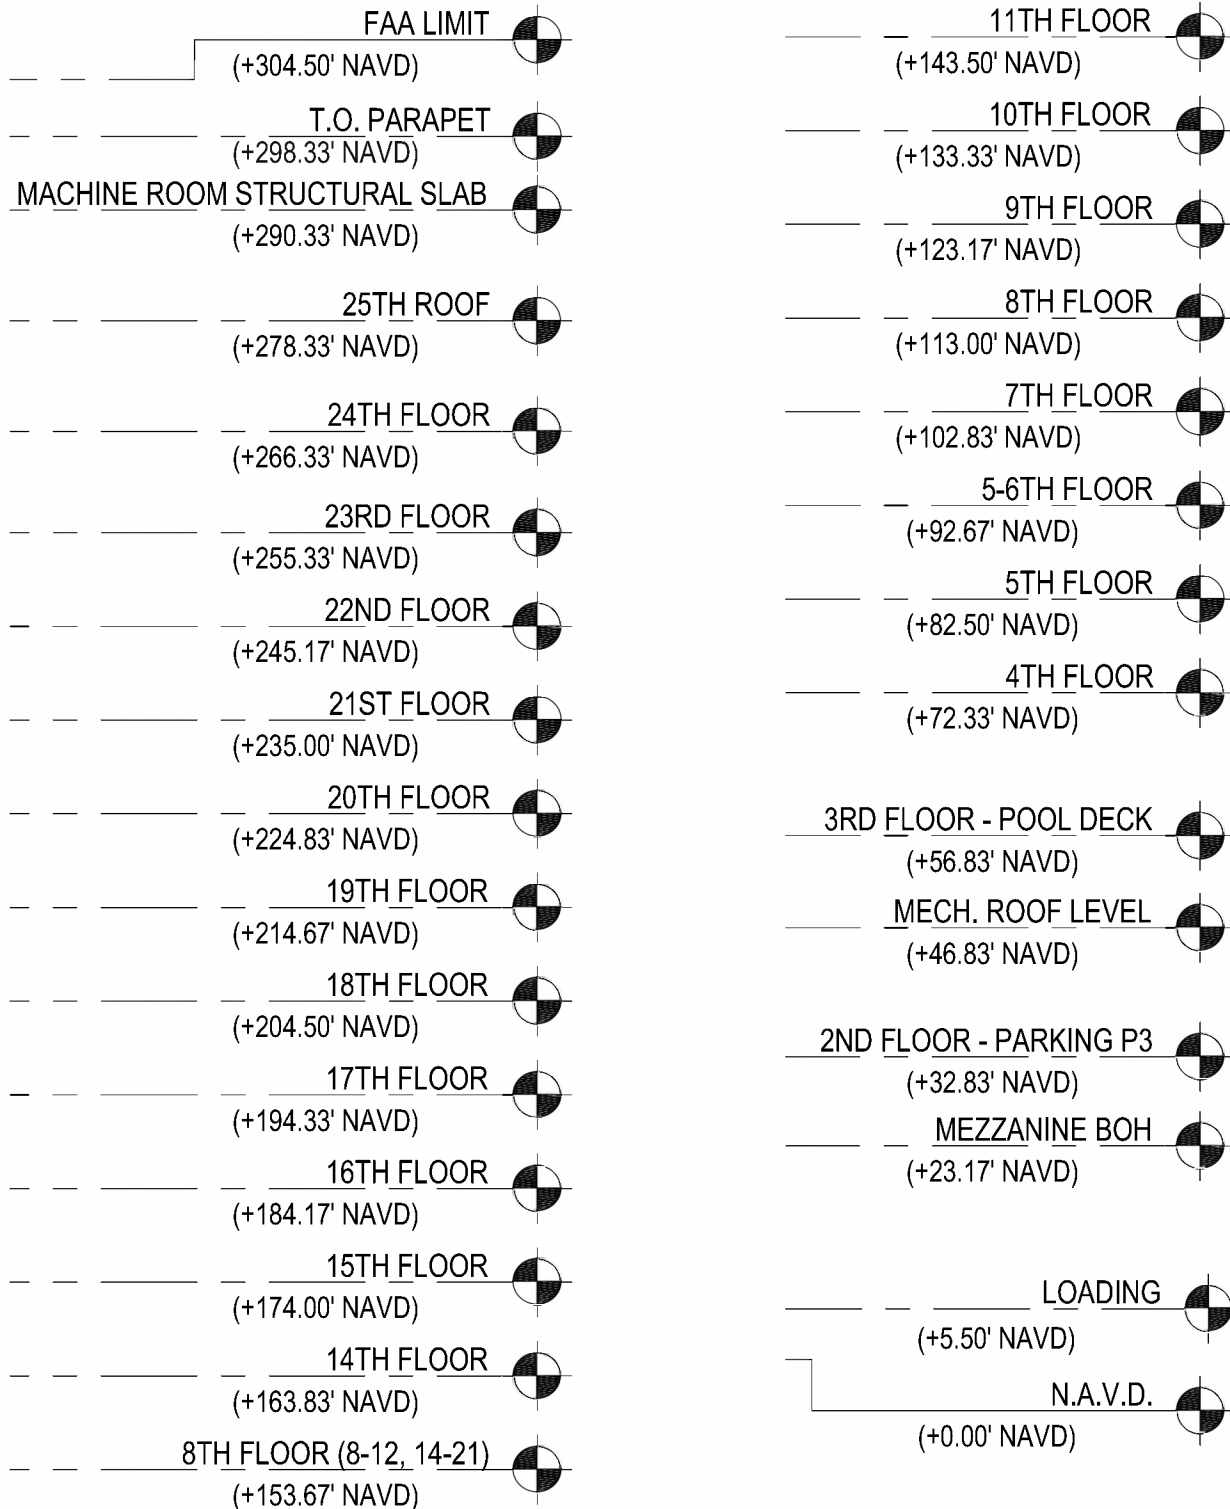 FAA LIMIT
(+304.50' NAVD)
T.O. PARAPET
(+298.33' NAVD)
MACHINE ROOM STRUCTURAL SLAB
(+290.33' NAVD)
25TH ROOF
(+278.33' NAVD)
24TH FLOOR
(+266.33' NAVD)
23RD FLOOR
(+255.33' NAVD)
22ND FLOOR
(+245.17' NAVD)
21ST FLOOR
(+235.00' NAVD)
20TH FLOOR
(+224.83' NAVD)
19TH FLOOR
(+214.67' NAVD)
18TH FLOOR
(+204.50' NAVD)
17TH FLOOR
(+194.33' NAVD)
16TH FLOOR
(+184.17' NAVD)
15TH FLOOR
(+174.00' NAVD)
14TH FLOOR
(+163.83' NAVD)
8TH FLOOR (8-12, 14-21)
(+153.67' NAVD)
11TH FLOOR
(+143.50' NAVD)
10TH FLOOR
(+133.33' NAVD)
9TH FLOOR
(+123.17' NAVD)
8TH FLOOR
(+113.00' NAVD)
7TH FLOOR
(+102.83' NAVD)
5-6TH FLOOR
(+92.67' NAVD)
5TH FLOOR
(+82.50' NAVD)
4TH FLOOR
(+72.33' NAVD)
3RD FLOOR - POOL DECK
(+56.83' NAVD)
MECH. ROOF LEVEL
(+46.83' NAVD)
2ND FLOOR - PARKING P3
(+32.83' NAVD)
MEZZANINE BOH
(+23.17' NAVD)
LOADING
(+5.50' NAVD)
N.A.V.D.
(+0.00' NAVD)